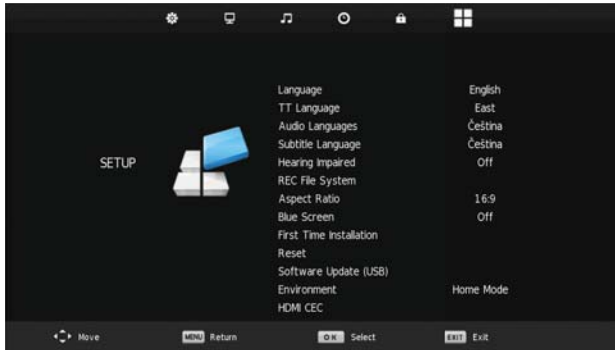 Language English
TT Language East
Audio Languages Čeština
Subtitle Language Čeština
SETUP Hearing Impaired Off
REC File System
Aspect Ratio 16:9
Blue Screen Off
First Time Installation
Reset
Software Update (USB)
Environment Home Mode
HDMI CEC
Move MENU Return OK Select EXIT Exit